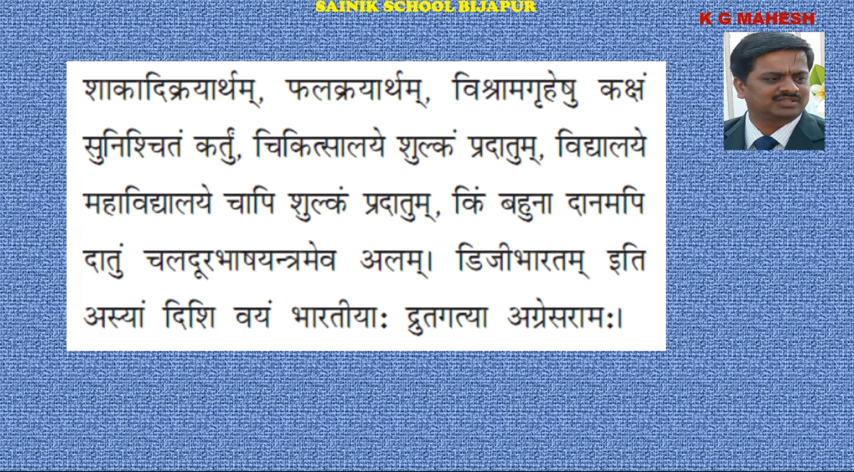 SAINIK SCHOOL BIJAPUR
K G MAHESH
शाकादिक्रयार्थम्, फलक्रयार्थम्, विश्रामगृहेषु कक्षं
सुनिश्चितं कर्तुं, चिकित्सालये शुल्कं प्रदातुम्, विद्यालये
महाविद्यालये चापि शुल्कं प्रदातुम्, किं बहुना दानमपि
दातुं चलदूरभाषयन्त्रमेव अलम्। डिजीभारतम् इति
अस्यां दिशि वयं भारतीया: द्रुतगत्या अग्रेसराम:।